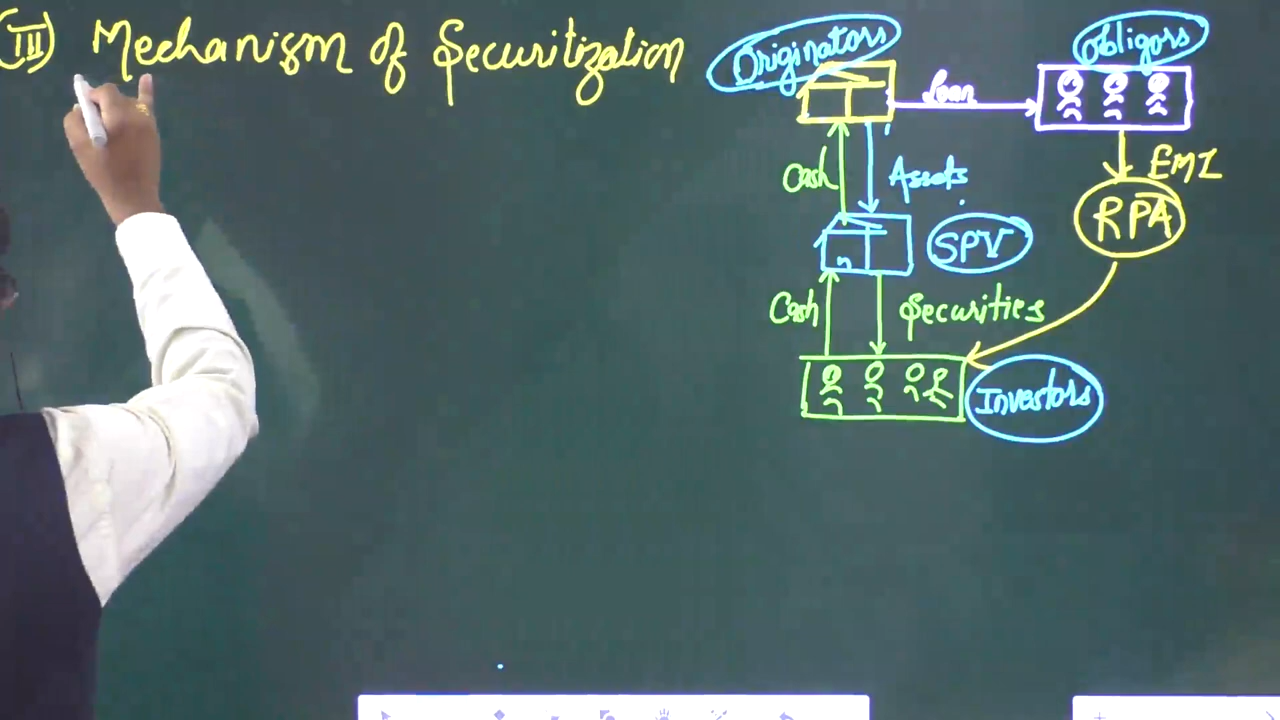 (III) Mechanism of Securitization
Originators
Obligors
Loan
Cash
Assets
EMI
RPA
SPV
Cash
Securities
Investors